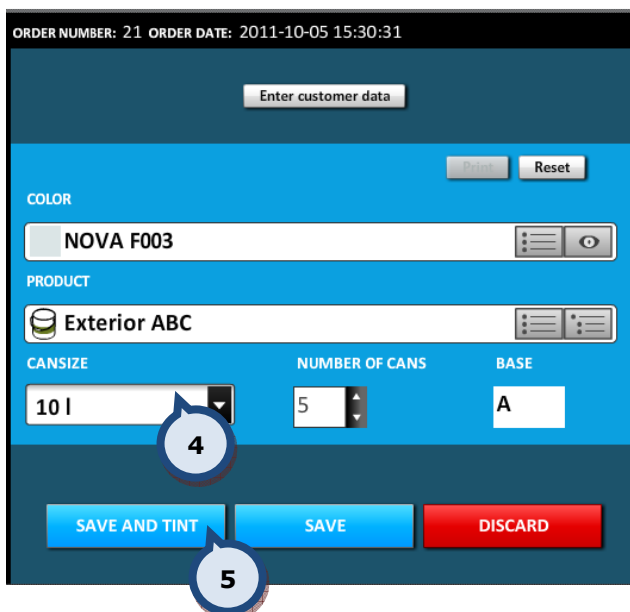 ORDER NUMBER: 21 ORDER DATE: 2011-10-05 15:30:31
Enter customer data
Print Reset
COLOR
NOVA F003
PRODUCT
Exterior ABC
CANSIZE NUMBER OF CANS BASE
10 l 5 A
4
SAVE AND TINT SAVE DISCARD
5